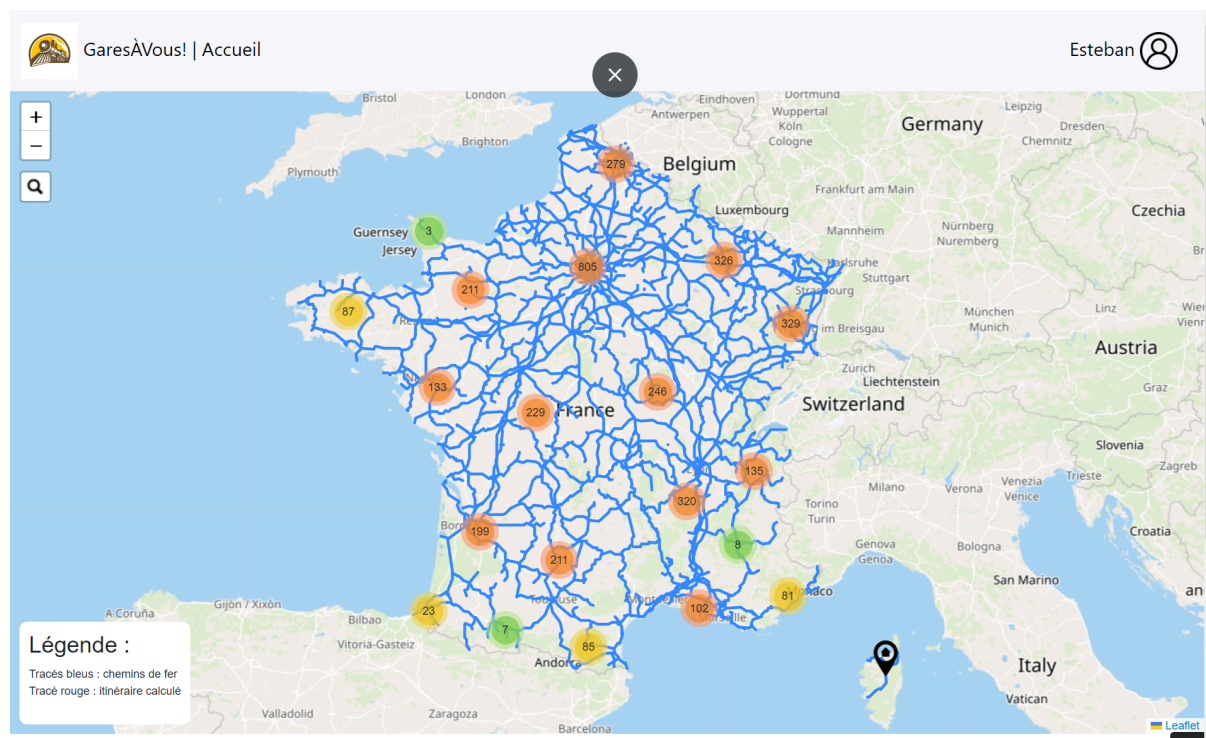 GaresÀVous! | Accueil
Esteban
+
−
Bristol
London
Eindhoven
Dortmund
Leipzig
Antwerpen
Wuppertal
Köln
Cologne
Germany
Dresden
Chemnitz
Brighton
279
Belgium
Plymouth
Frankfurt am Main
Luxembourg
Czechia
Guernsey
3
Jersey
Mannheim
Nürnberg
Nuremberg
805
326
Karlsruhe
Stuttgart
211
Strasbourg
87
329
Linz
München
Munich
Austria
133
246
Zürich
Liechtenstein
Graz
229
France
Switzerland
Slovenia
135
Zagreb
Trieste
Milano
Verona
Venezia
Venice
320
Torino
Turin
199
Croatia
8
Genova
Genoa
Bologna
211
San Marino
81
Monaco
102
Marseille
Toulouse
A Coruña
Gijón / Xixón
Bilbao
23
7
85
Vitoria-Gasteiz
Andorra
Italy
Vatican
Légende :
Tracés bleus : chemins de fer
Tracé rouge : itinéraire calculé
Valladolid
Zaragoza
Barcelona
Leaflet